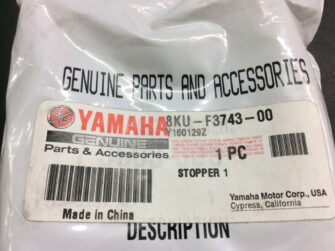 GENUINE PARTS AND ACCESSORIES
YAMAHA 8KU-F3743-00
Y160129Z
GENUINE
Parts & Accessories
1 PC
STOPPER 1
Yamaha Motor Corp., USA
Cypress, California
Made in China
DESCRIPTION